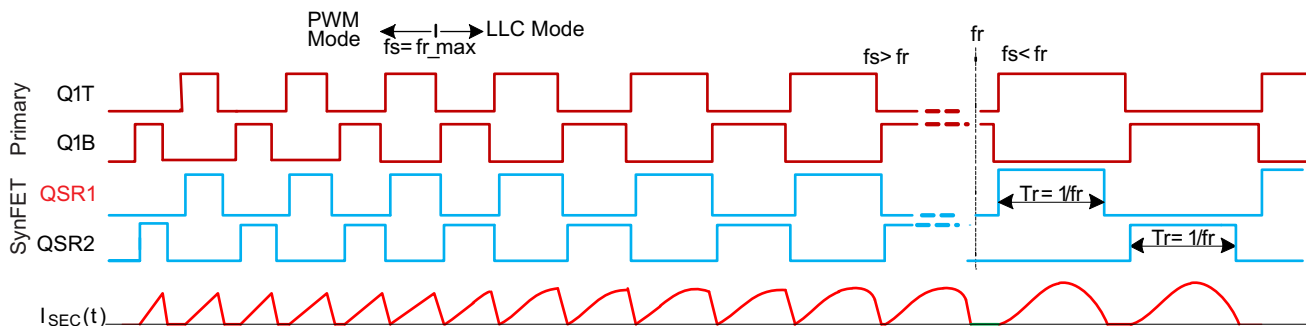 PWM Mode
LLC Mode
fs= fr_max
fs> fr
fr
fs< fr
Primary
Q1T
Q1B
SynFET
QSR1
QSR2
Tr= 1/fr
Tr= 1/fr
ISEC(t)